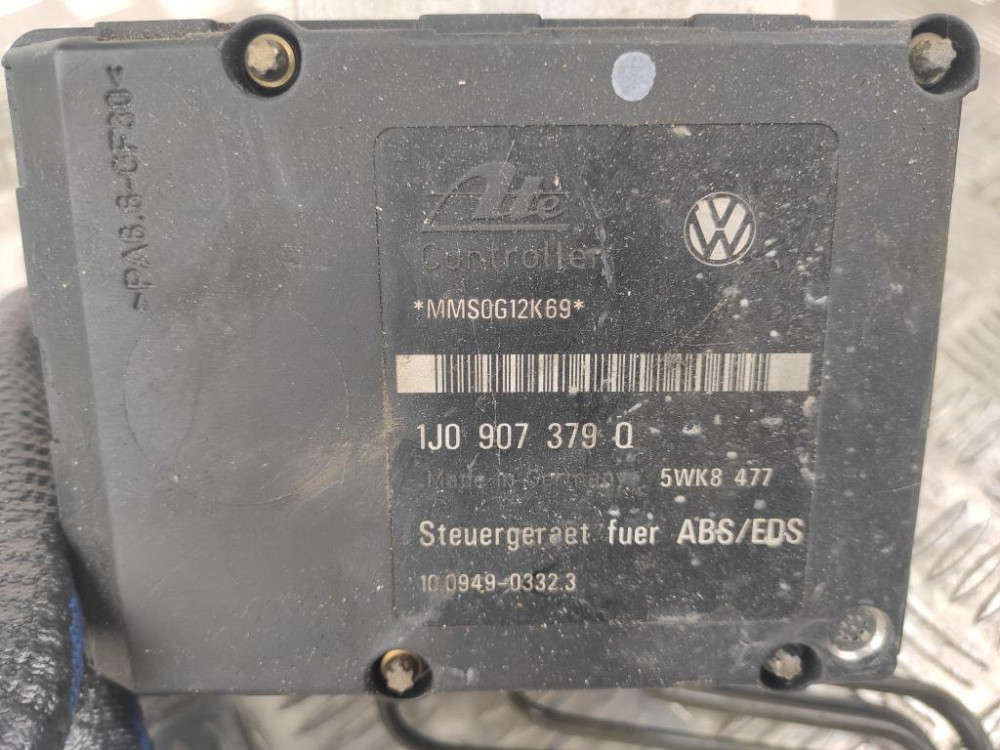 >PA6.6-GF30<
Ate
Controller
VW
*MMS0G12K69*
1J0 907 379 Q
Made in Germany
5WK8 477
Steuergeraet fuer ABS/EDS
10.0949-0332.3